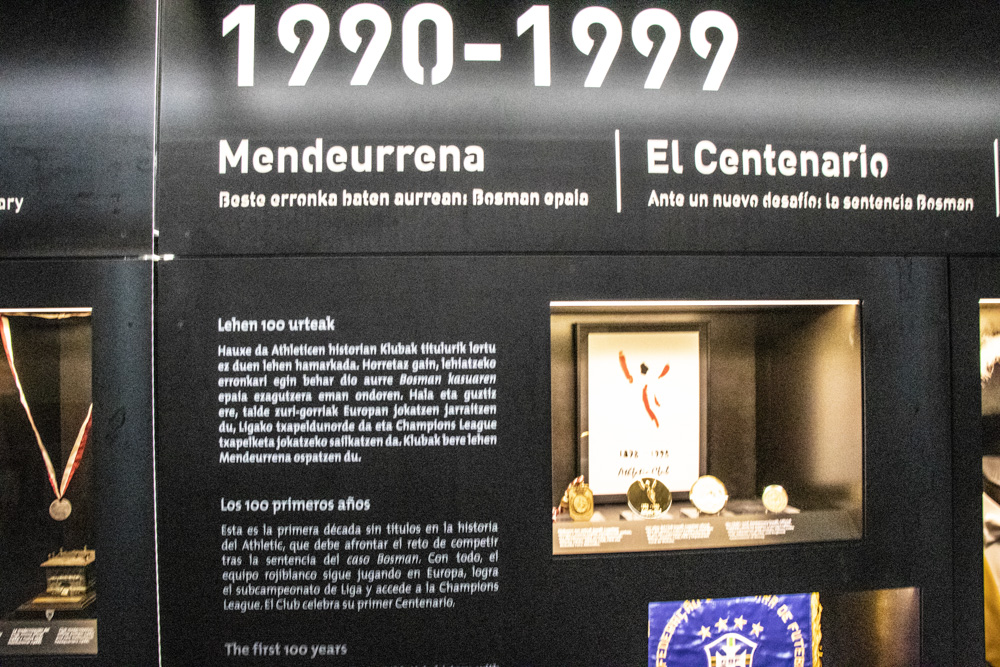 1990-1999
Mendeurrena
Beste erronka baten aurrean: Bosman epaia
El Centenario
Ante un nuevo desafío: la sentencia Bosman
ary
Lehen 100 urteak
Hauxe da Athleticen historian Klubak titulurik lortu
ez duen lehen hamarkada. Horretaz gain, lehiatzeko
erronkari egin behar dio aurre Bosman kasuaren
epaia ezagutzera eman ondoren. Hala eta guztiz
ere, talde zuri-gorriak Europan jokatzen jarraitzen
du, Ligako txapeldunorde da eta Champions League
txapelketa jokatzeko sailkatzen da. Klubak bere lehen
Mendeurrena ospatzen du.
Los 100 primeros años
Esta es la primera década sin títulos en la historia
del Athletic, que debe afrontar el reto de competir
tras la sentencia del caso Bosman. Con todo, el
equipo rojiblanco sigue jugando en Europa, logra
el subcampeonato de Liga y accede a la Champions
League. El Club celebra su primer Centenario.
The first 100 years